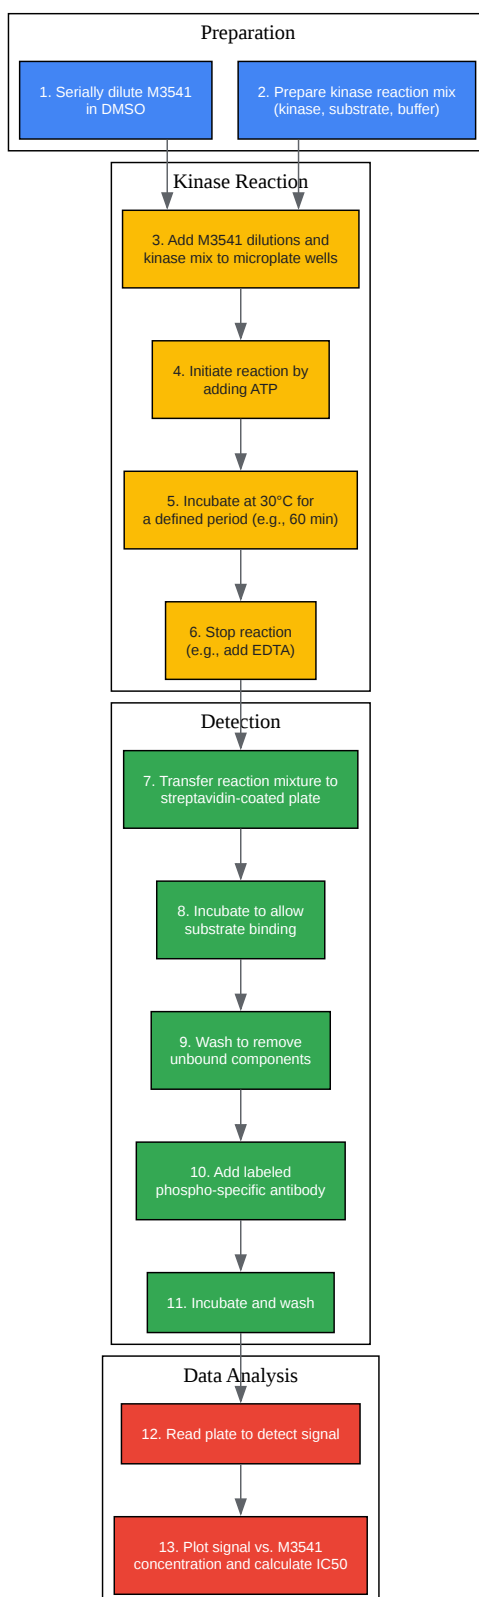 Preparation
1. Serially dilute M3541
in DMSO
2. Prepare kinase reaction mix
(kinase, substrate, buffer)
Kinase Reaction
3. Add M3541 dilutions and
kinase mix to microplate wells
4. Initiate reaction by
adding ATP
5. Incubate at 30°C for
a defined period (e.g., 60 min)
6. Stop reaction
(e.g., add EDTA)
Detection
7. Transfer reaction mixture to
streptavidin-coated plate
8. Incubate to allow
substrate binding
9. Wash to remove
unbound components
10. Add labeled
phospho-specific antibody
11. Incubate and wash
Data Analysis
12. Read plate to detect signal
13. Plot signal vs. M3541
concentration and calculate IC50